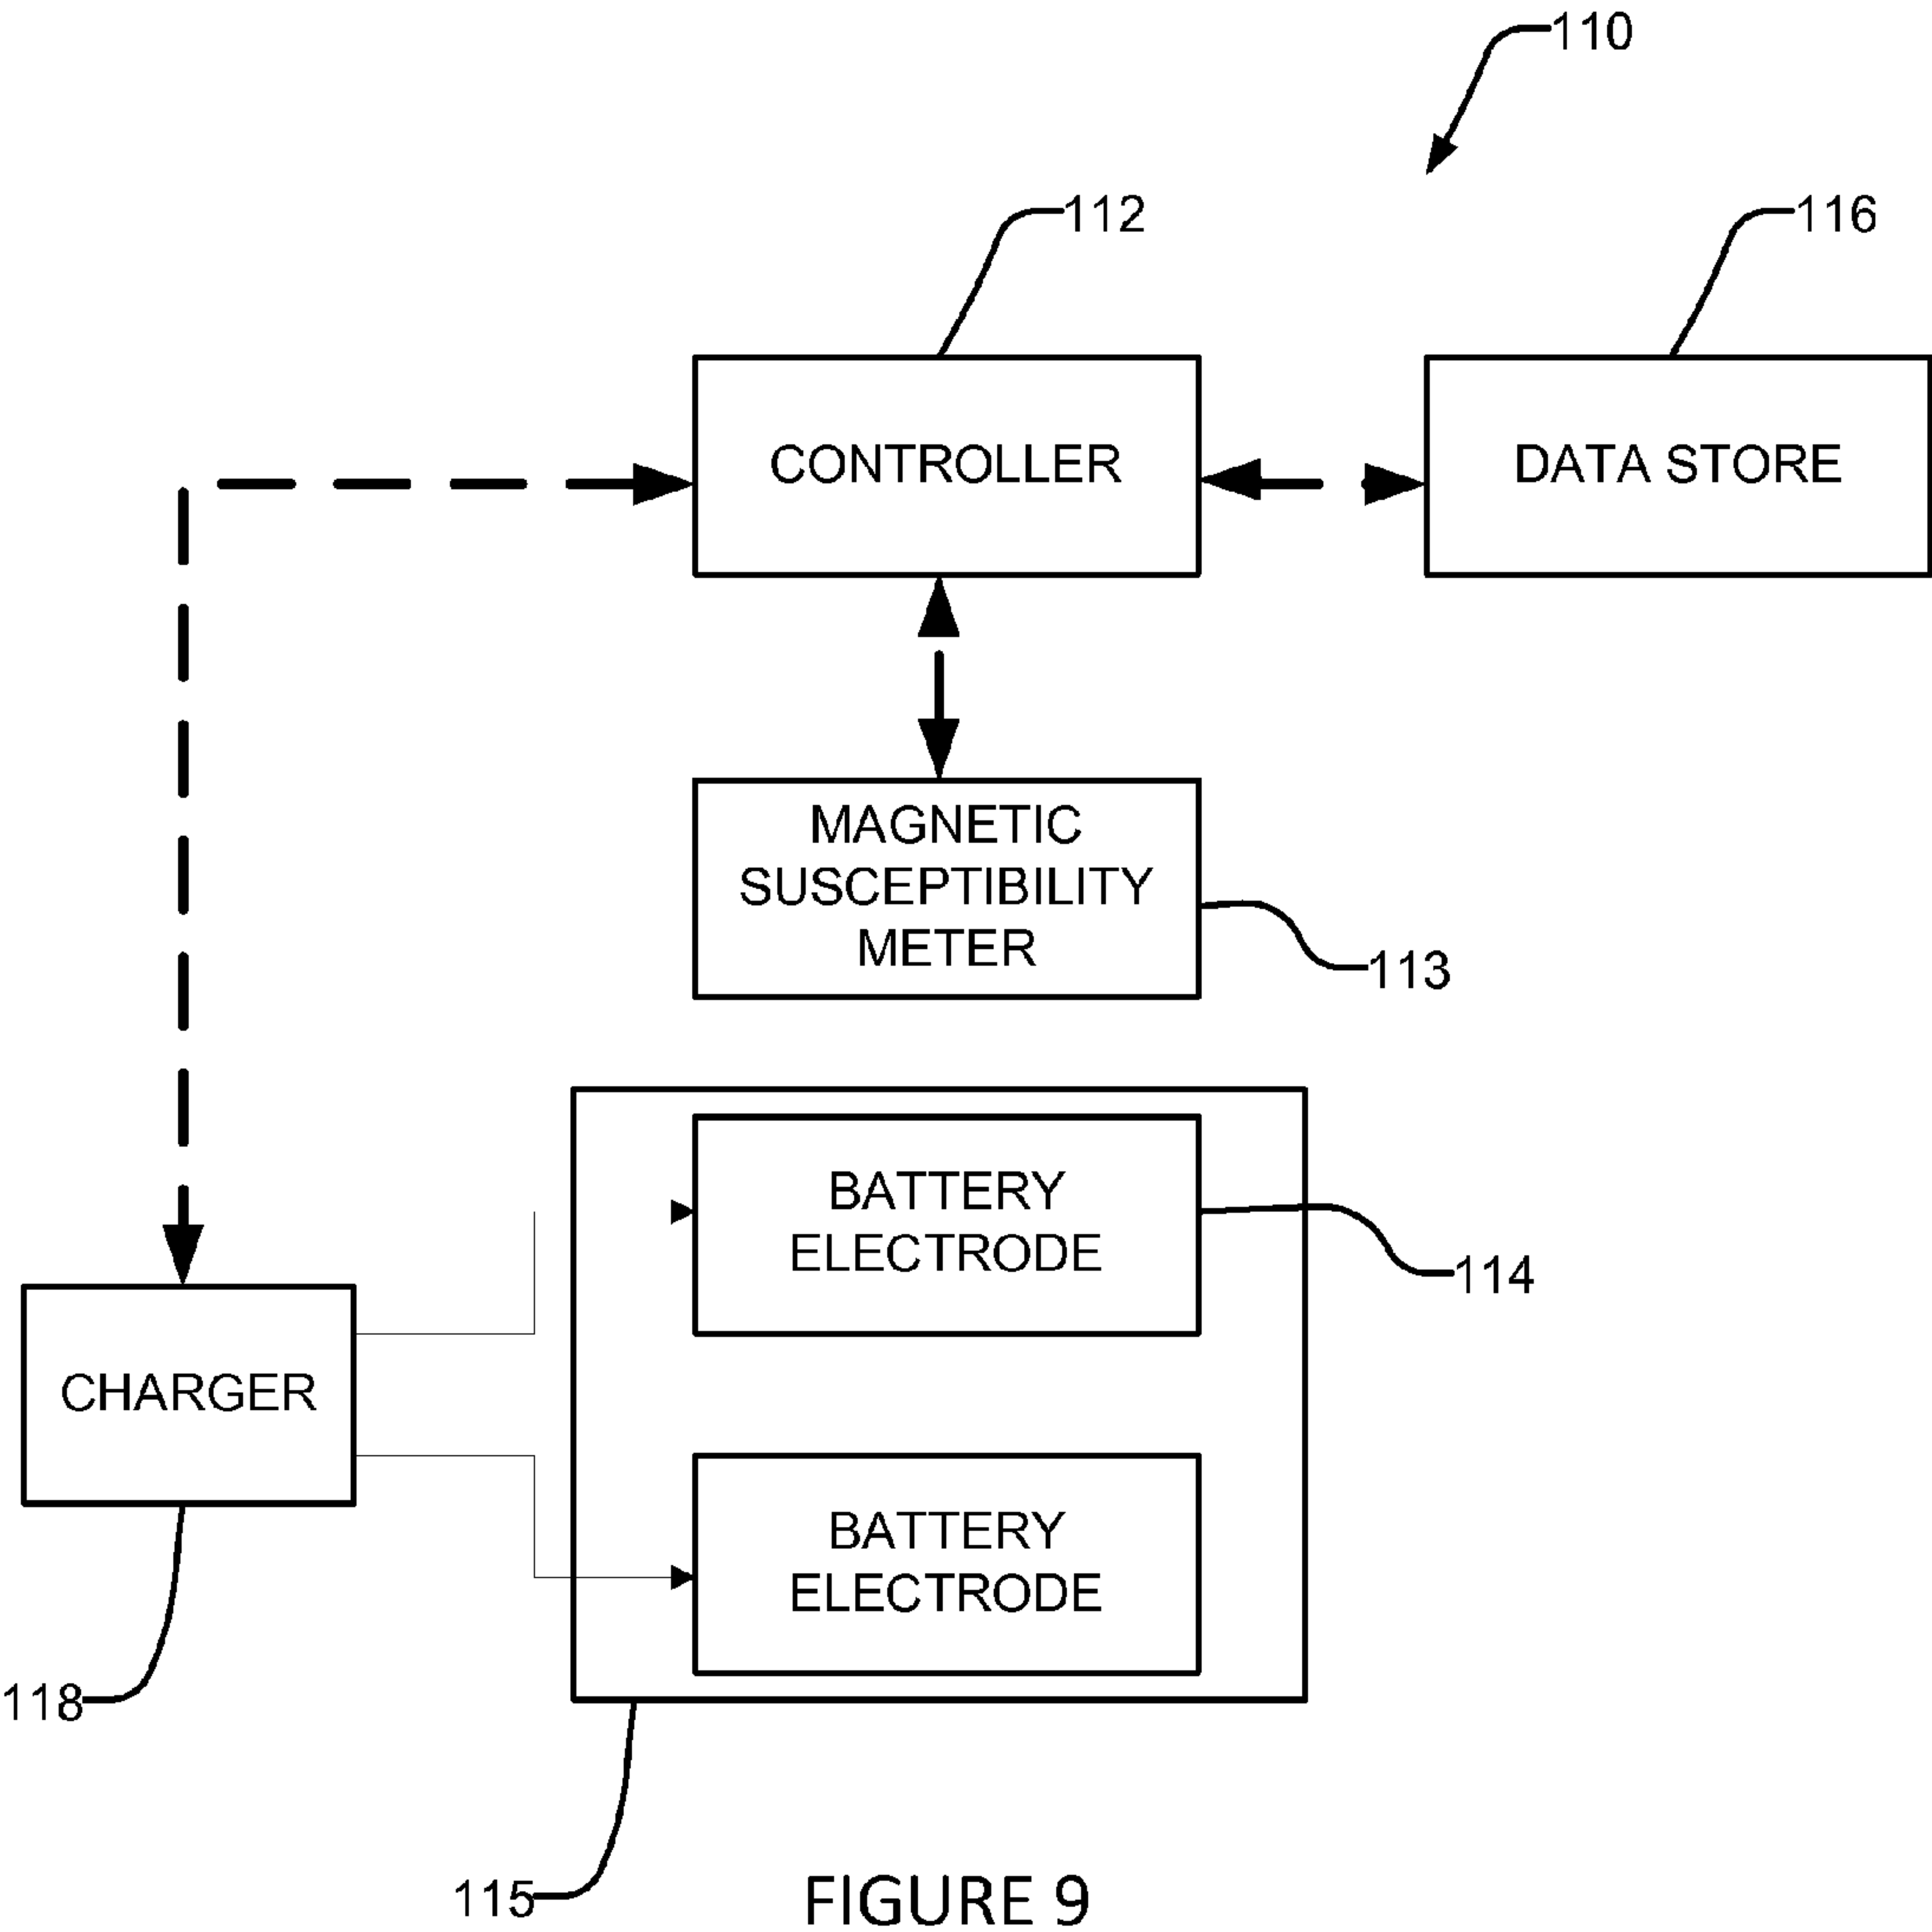 110
112
116
CONTROLLER
DATA STORE
MAGNETIC
SUSCEPTIBILITY
METER
113
BATTERY
ELECTRODE
114
CHARGER
BATTERY
ELECTRODE
118
115
FIGURE 9